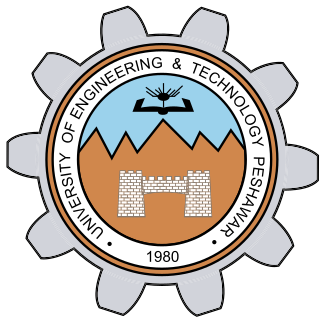 · UNIVERSITY OF ENGINEERING & TECHNOLOGY PESHAWAR ·
1980